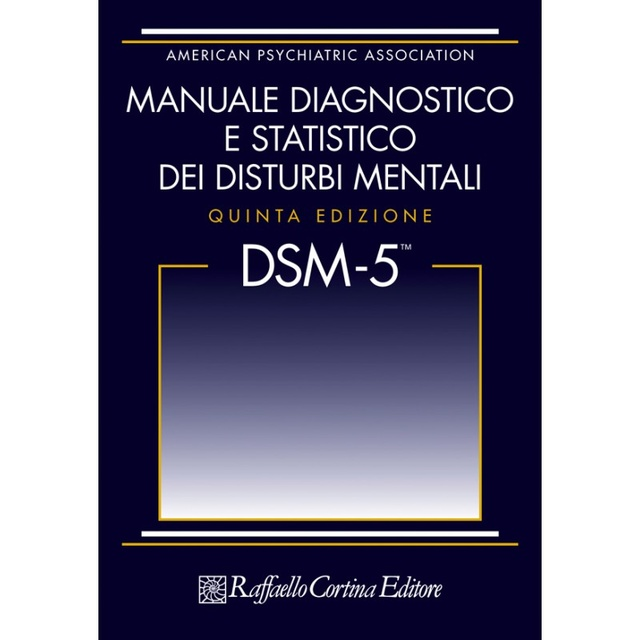 AMERICAN PSYCHIATRIC ASSOCIATION
MANUALE DIAGNOSTICO
E STATISTICO
DEI DISTURBI MENTALI
QUINTA EDIZIONE
DSM-5™
Raffaello Cortina Editore